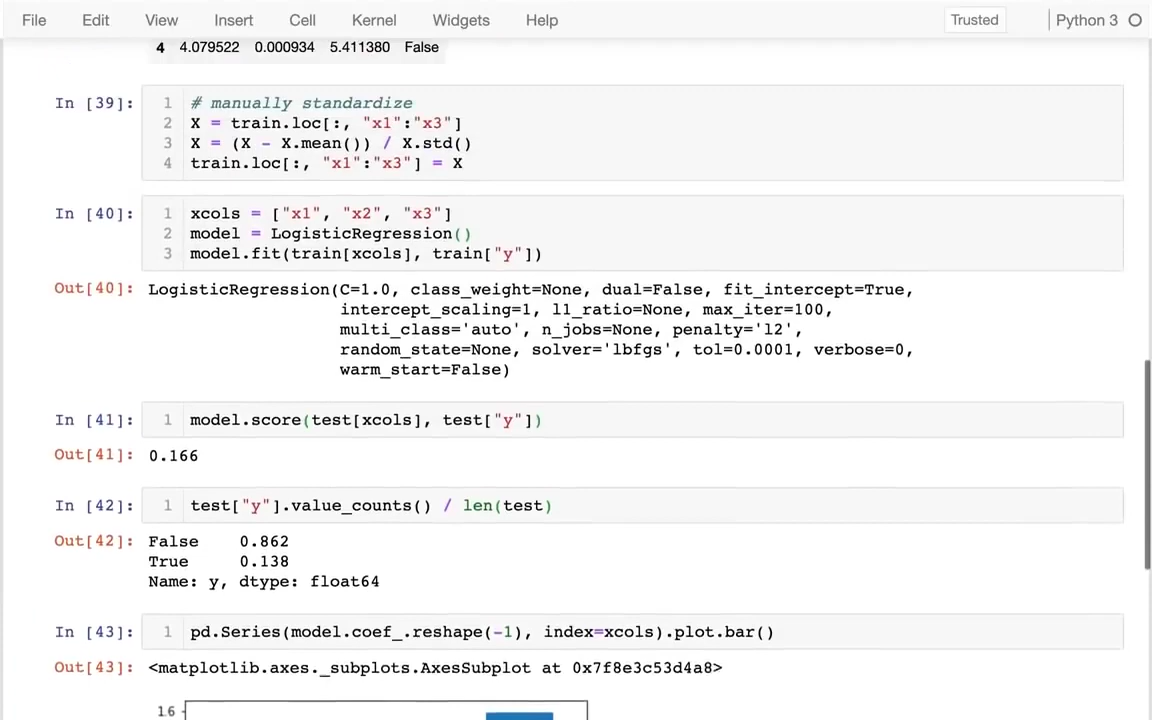 File Edit View Insert Cell Kernel Widgets Help Trusted Python 3
4 4.079522 0.000934 5.411380 False
In [39]: 1 # manually standardize
2 X = train.loc[:, "x1":"x3"]
3 X = (X - X.mean()) / X.std()
4 train.loc[:, "x1":"x3"] = X
In [40]: 1 xcols = ["x1", "x2", "x3"]
2 model = LogisticRegression()
3 model.fit(train[xcols], train["y"])
Out[40]: LogisticRegression(C=1.0, class_weight=None, dual=False, fit_intercept=True,
intercept_scaling=1, l1_ratio=None, max_iter=100,
multi_class='auto', n_jobs=None, penalty='l2',
random_state=None, solver='lbfgs', tol=0.0001, verbose=0,
warm_start=False)
In [41]: 1 model.score(test[xcols], test["y"])
Out[41]: 0.166
In [42]: 1 test["y"].value_counts() / len(test)
Out[42]: False 0.862
True 0.138
Name: y, dtype: float64
In [43]: 1 pd.Series(model.coef_.reshape(-1), index=xcols).plot.bar()
Out[43]: <matplotlib.axes._subplots.AxesSubplot at 0x7f8e3c53d4a8>
1.6